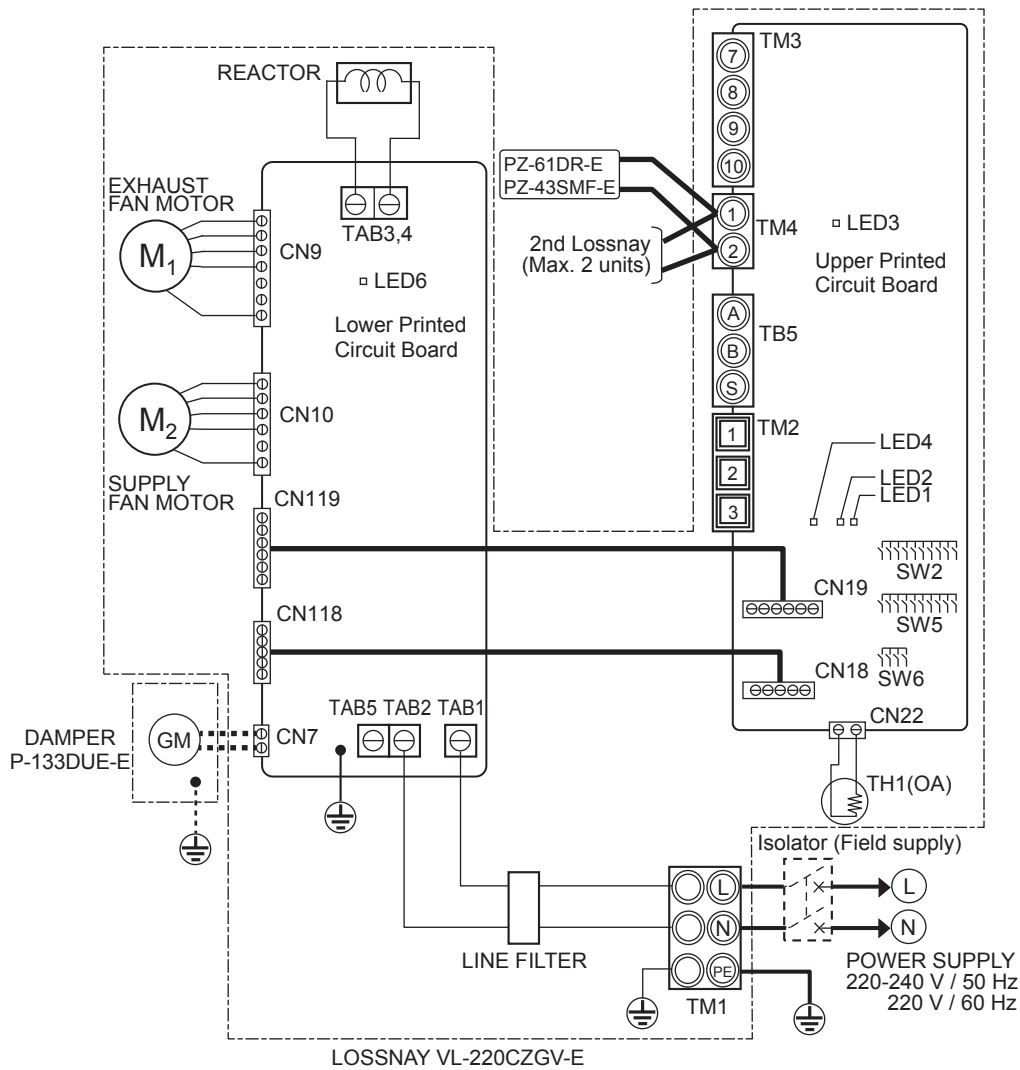 TM3
7
8
9
10
REACTOR
PZ-61DR-E
PZ-43SMF-E
EXHAUST
FAN MOTOR
M1
CN9
TAB3,4
LED6
Lower Printed
Circuit Board
1
2
TM4
LED3
2nd Lossnay
(Max. 2 units)
Upper Printed
Circuit Board
A
B
S
TB5
M2
CN10
SUPPLY
FAN MOTOR
TM2
1
2
3
LED4
LED2
LED1
CN119
CN19
SW2
SW5
CN118
CN18
SW6
TAB5 TAB2 TAB1
CN22
DAMPER
P-133DUE-E
GM
CN7
TH1(OA)
Isolator (Field supply)
L
L
N
N
LINE FILTER
PE
TM1
POWER SUPPLY
220-240 V / 50 Hz
220 V / 60 Hz
LOSSNAY VL-220CZGV-E